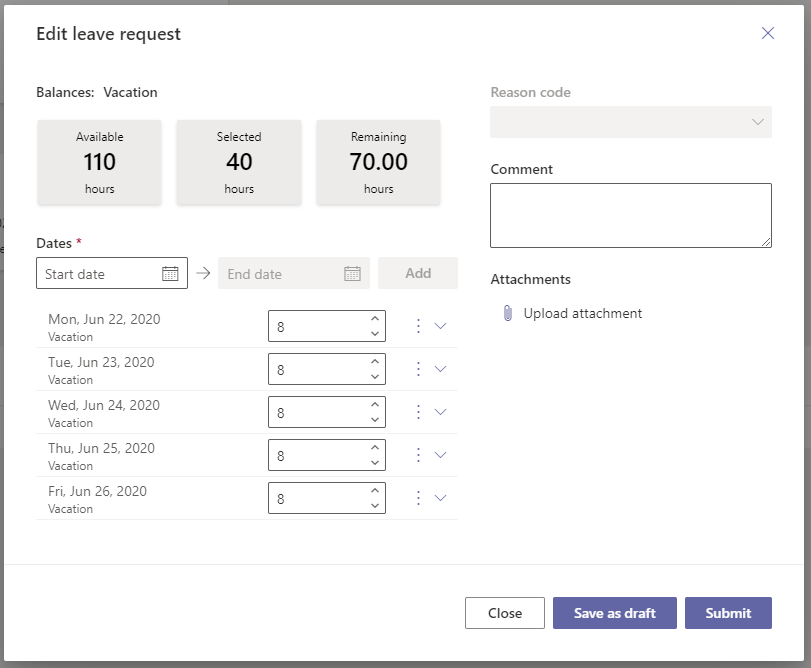 Edit leave request
Balances: Vacation
Available
110
hours
Selected
40
hours
Remaining
70.00
hours
Dates *
Start date
End date
Add
Mon, Jun 22, 2020
Vacation
8
Tue, Jun 23, 2020
Vacation
8
Wed, Jun 24, 2020
Vacation
8
Thu, Jun 25, 2020
Vacation
8
Fri, Jun 26, 2020
Vacation
8
Reason code
Comment
Attachments
Upload attachment
Close
Save as draft
Submit